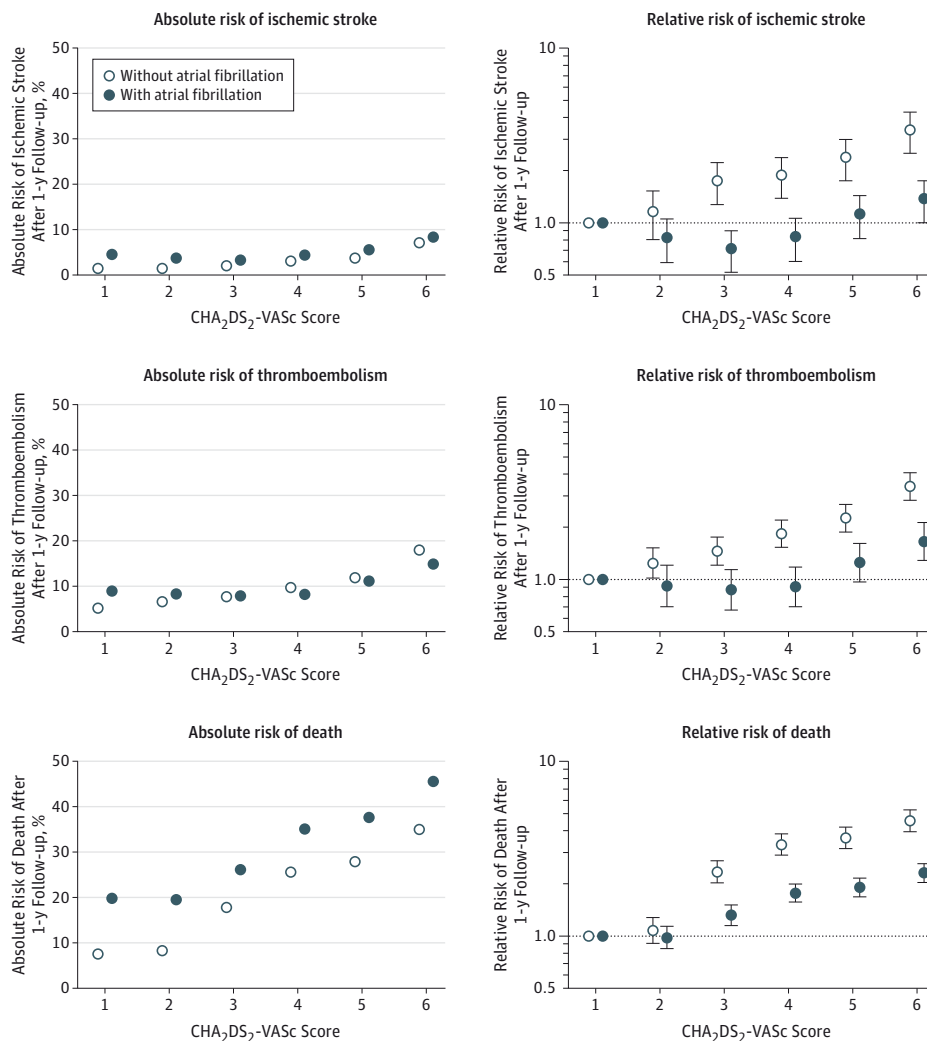 Absolute risk of ischemic stroke
Absolute Risk of Ischemic Stroke
After 1-y Follow-up, %
50
40
30
20
10
0
Without atrial fibrillation
With atrial fibrillation
1 2 3 4 5 6
CHA₂DS₂-VASc Score
Relative risk of ischemic stroke
Relative Risk of Ischemic Stroke
After 1-y Follow-up
10
1.0
0.5
1 2 3 4 5 6
CHA₂DS₂-VASc Score
Absolute risk of thromboembolism
Absolute Risk of Thromboembolism
After 1-y Follow-up, %
50
40
30
20
10
0
1 2 3 4 5 6
CHA₂DS₂-VASc Score
Relative risk of thromboembolism
Relative Risk of Thromboembolism
After 1-y Follow-up
10
1.0
0.5
1 2 3 4 5 6
CHA₂DS₂-VASc Score
Absolute risk of death
Absolute Risk of Death After
1-y Follow-up, %
50
40
30
20
10
0
1 2 3 4 5 6
CHA₂DS₂-VASc Score
Relative risk of death
Relative Risk of Death After
1-y Follow-up
10
1.0
0.5
1 2 3 4 5 6
CHA₂DS₂-VASc Score